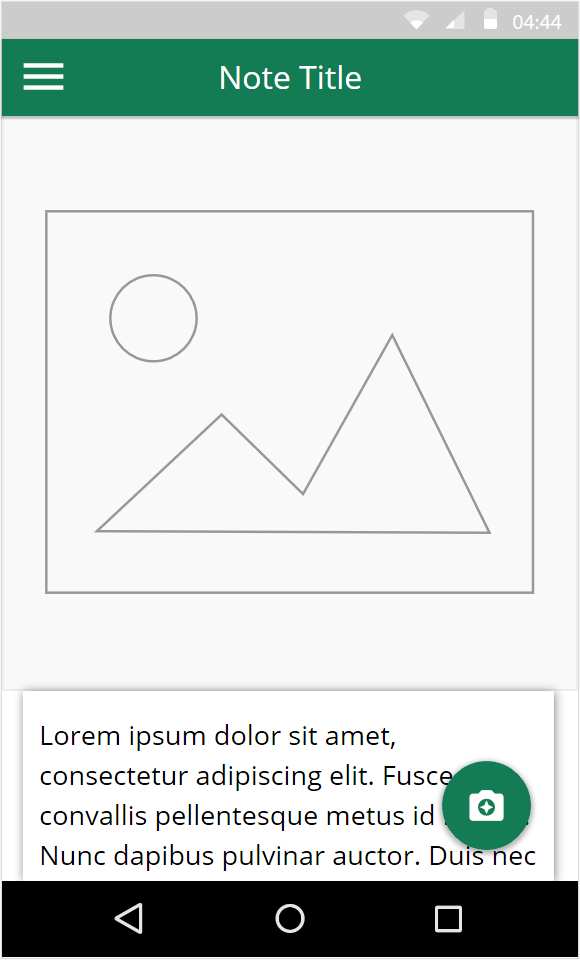 04:44
Note Title
Lorem ipsum dolor sit amet,
consectetur adipiscing elit. Fusce
convallis pellentesque metus id
Nunc dapibus pulvinar auctor. Duis nec